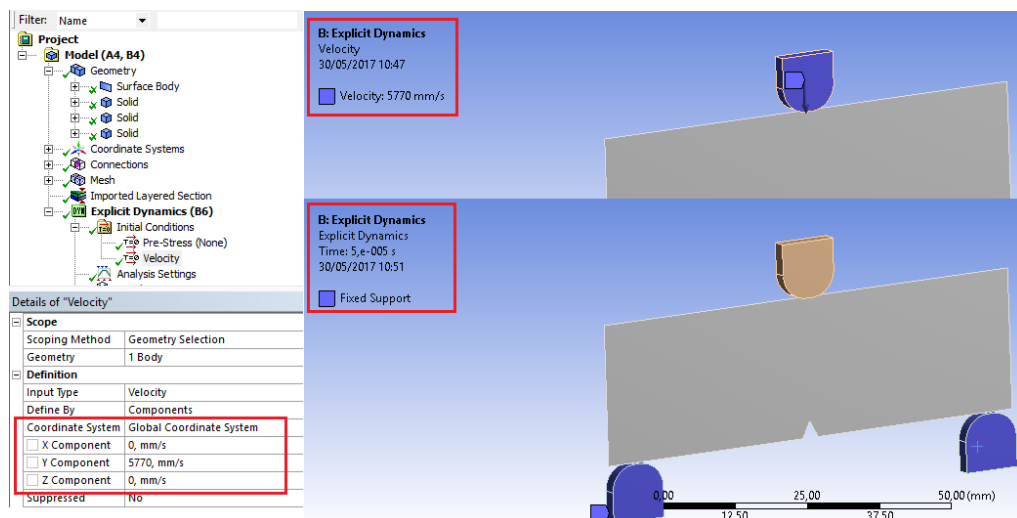 Filter: Name
Project
Model (A4, B4)
Geometry
Surface Body
Solid
Solid
Solid
Coordinate Systems
Connections
Mesh
Imported Layered Section
Explicit Dynamics (B6)
Initial Conditions
Pre-Stress (None)
Velocity
Analysis Settings
Details of "Velocity"
Scope
Scoping Method Geometry Selection
Geometry 1 Body
Definition
Input Type Velocity
Define By Components
Coordinate System Global Coordinate System
X Component 0, mm/s
Y Component 5770, mm/s
Z Component 0, mm/s
Suppressed No
B: Explicit Dynamics
Velocity
30/05/2017 10:47
Velocity: 5770 mm/s
B: Explicit Dynamics
Explicit Dynamics
Time: 5,e-005 s
30/05/2017 10:51
Fixed Support
0,00 25,00 50,00 (mm)
12,50 37,50